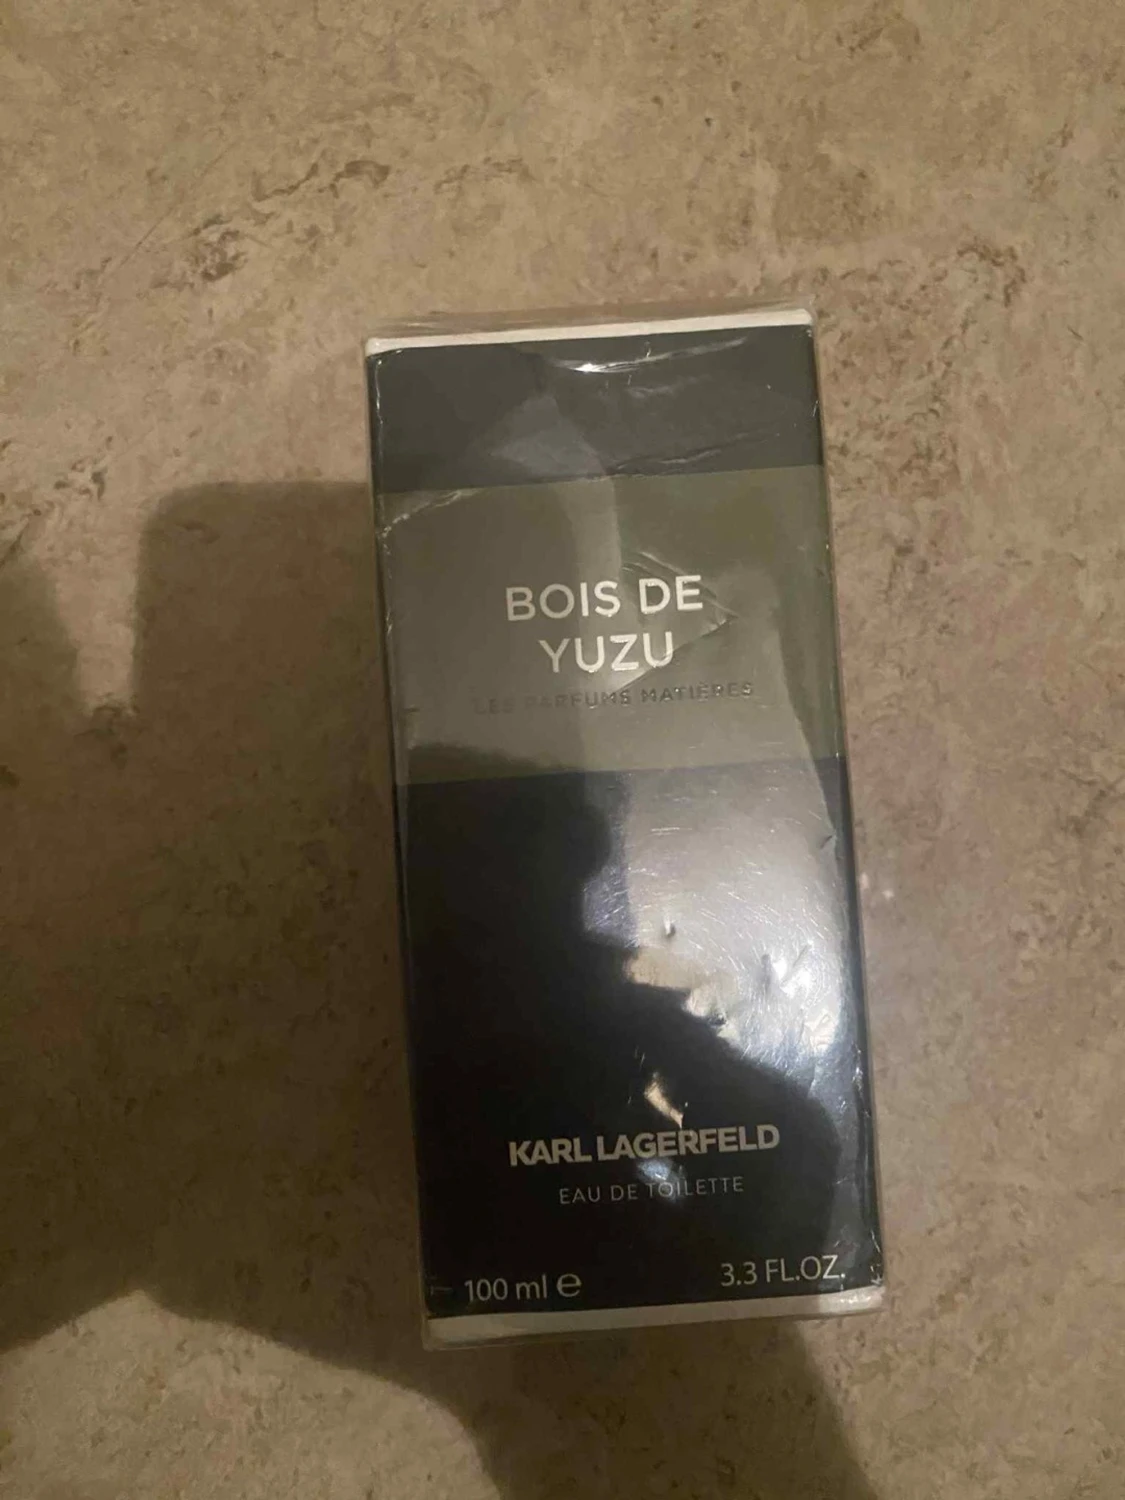 BOIS DE
YUZU
LES PARFUMS MATIÈRES
KARL LAGERFELD
EAU DE TOILETTE
100 ml e 3.3 FL.OZ.